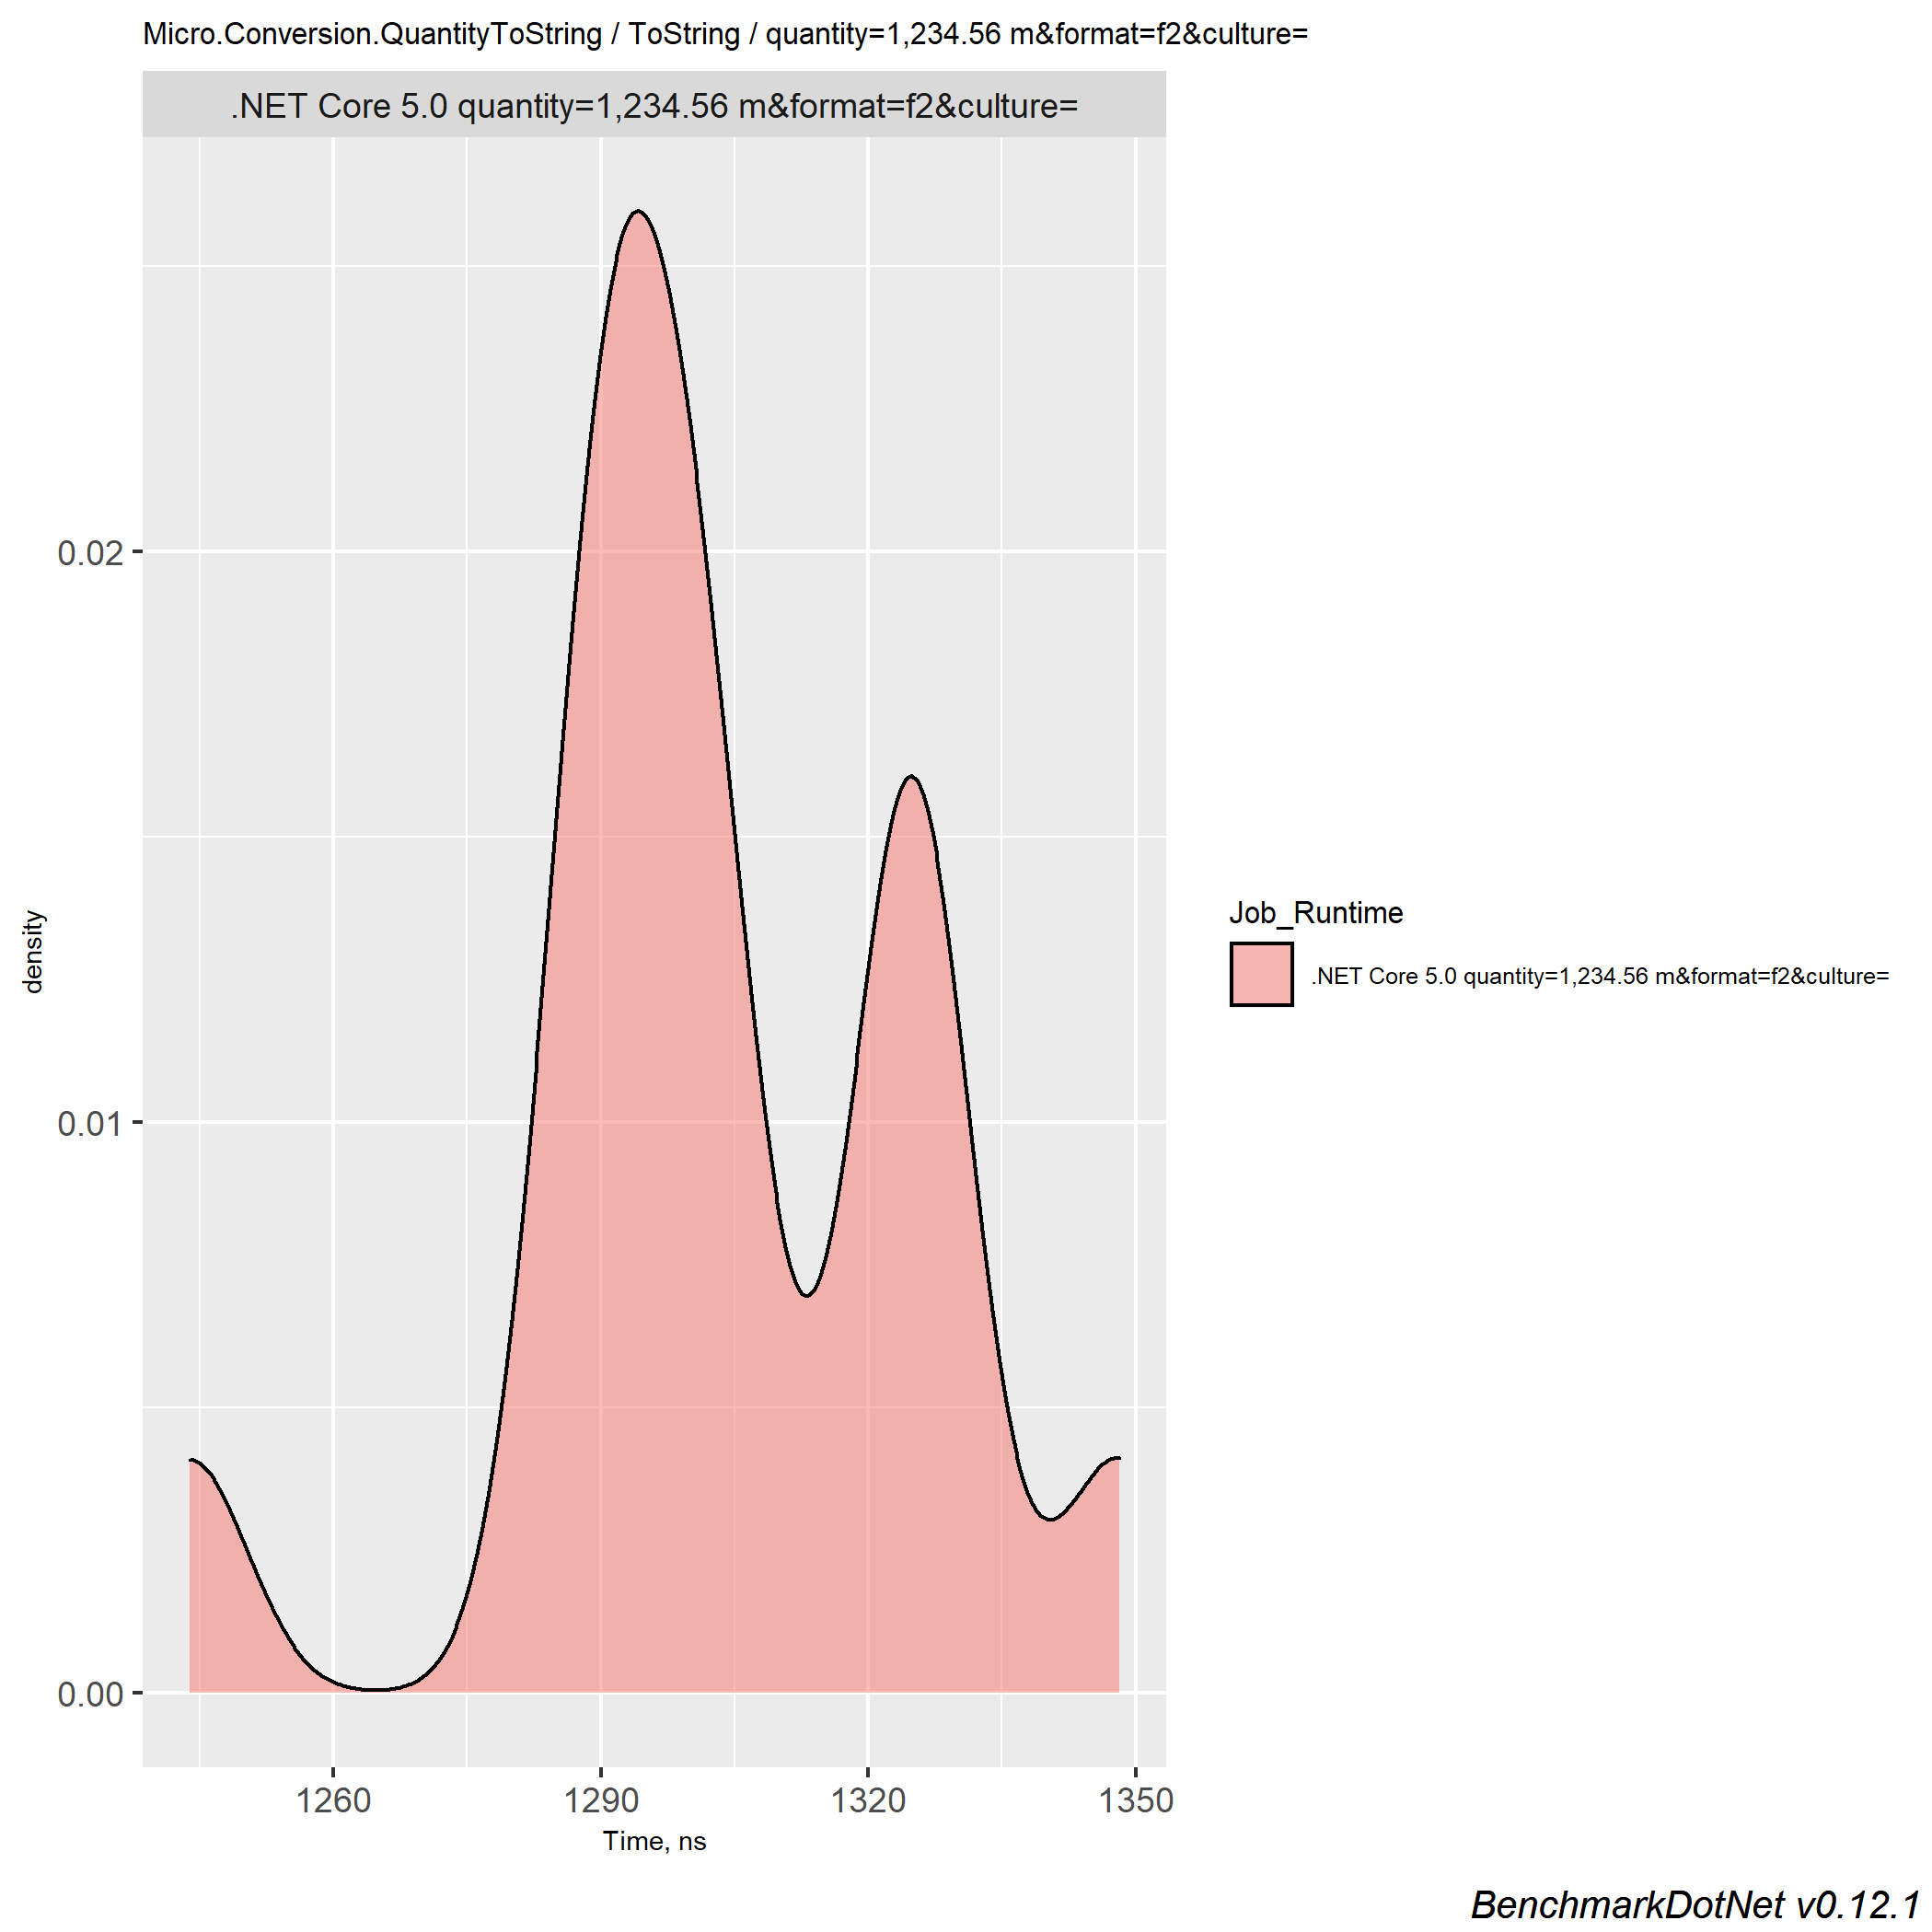 Micro.Conversion.QuantityToString / ToString / quantity=1,234.56 m&format=f2&culture=
.NET Core 5.0 quantity=1,234.56 m&format=f2&culture=
0.02
0.01
0.00
density
1260 1290 1320 1350
Time, ns
Job_Runtime
.NET Core 5.0 quantity=1,234.56 m&format=f2&culture=
BenchmarkDotNet v0.12.1